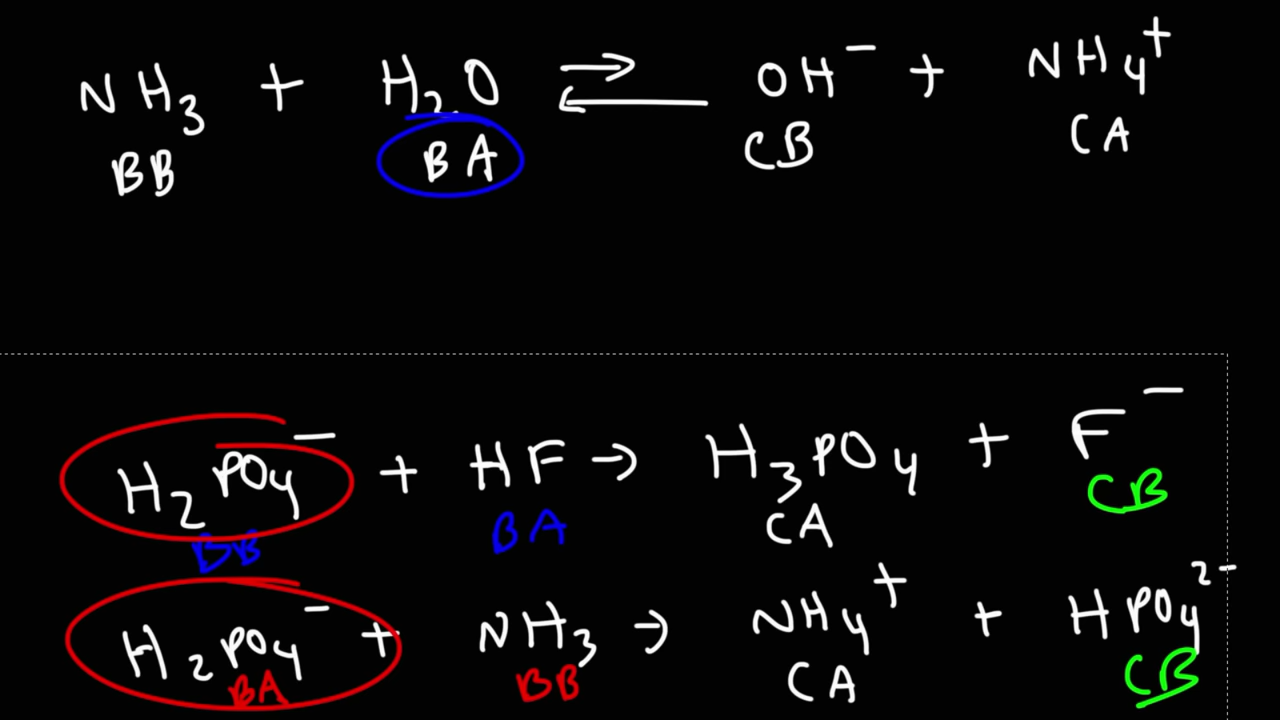 NH₃ + H₂O ⇌ OH⁻ + NH₄⁺
BB BA CB CA
H₂PO₄⁻ + HF → H₃PO₄ + F⁻
BB BA CA CB
H₂PO₄⁻ + NH₃ → NH₄⁺ + HPO₄²⁻
BA BB CA CB